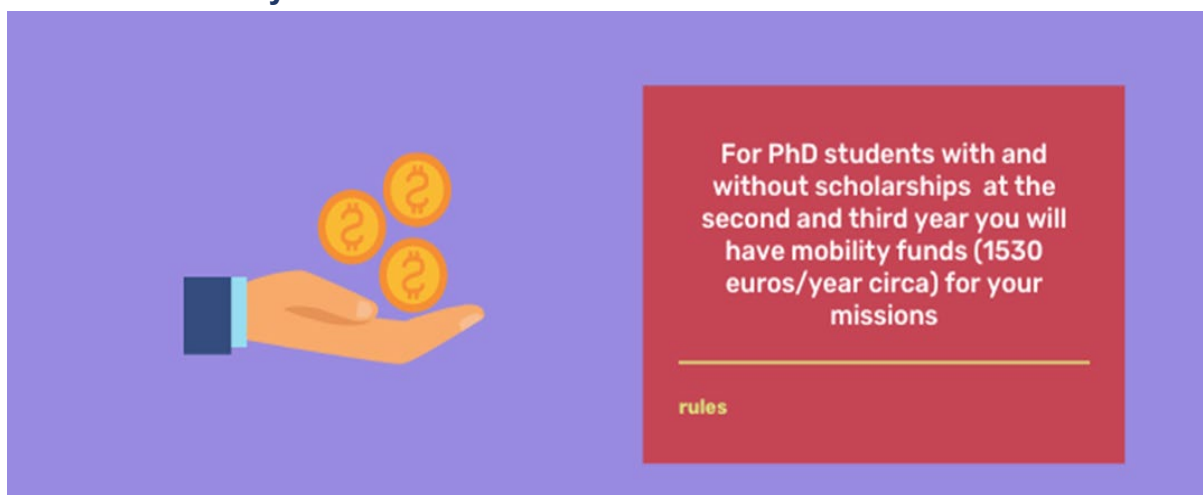 For PhD students with and
without scholarships at the
second and third year you will
have mobility funds (1530
euros/year circa) for your
missions
rules